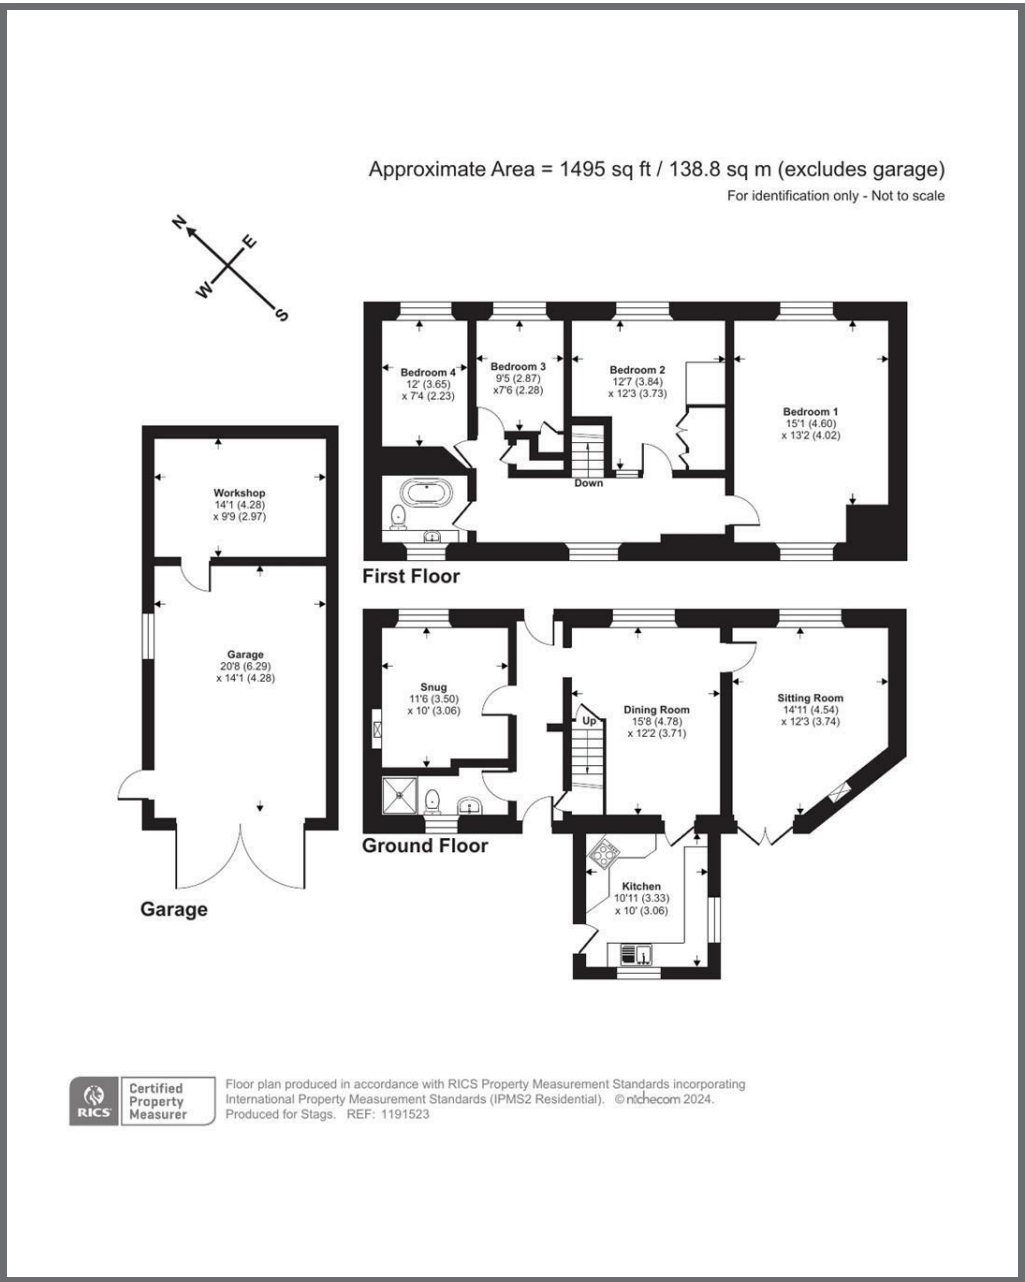 Approximate Area = 1495 sq ft / 138.8 sq m (excludes garage)
For identification only - Not to scale
N
E
W
S
Bedroom 4
12' (3.65)
x 7'4 (2.23)
Bedroom 3
9'5 (2.87)
x7'6 (2.28)
Bedroom 2
12'7 (3.84)
x 12'3 (3.73)
Bedroom 1
15'1 (4.60)
x 13'2 (4.02)
Down
First Floor
Workshop
14'1 (4.28)
x 9'9 (2.97)
Garage
20'8 (6.29)
x 14'1 (4.28)
Garage
Snug
11'6 (3.50)
x 10' (3.06)
Up
Dining Room
15'8 (4.78)
x 12'2 (3.71)
Sitting Room
14'11 (4.54)
x 12'3 (3.74)
Ground Floor
Kitchen
10'11 (3.33)
x 10' (3.06)
RICS
Certified
Property
Measurer
Floor plan produced in accordance with RICS Property Measurement Standards incorporating
International Property Measurement Standards (IPMS2 Residential). © nichecom 2024.
Produced for Stags. REF: 1191523